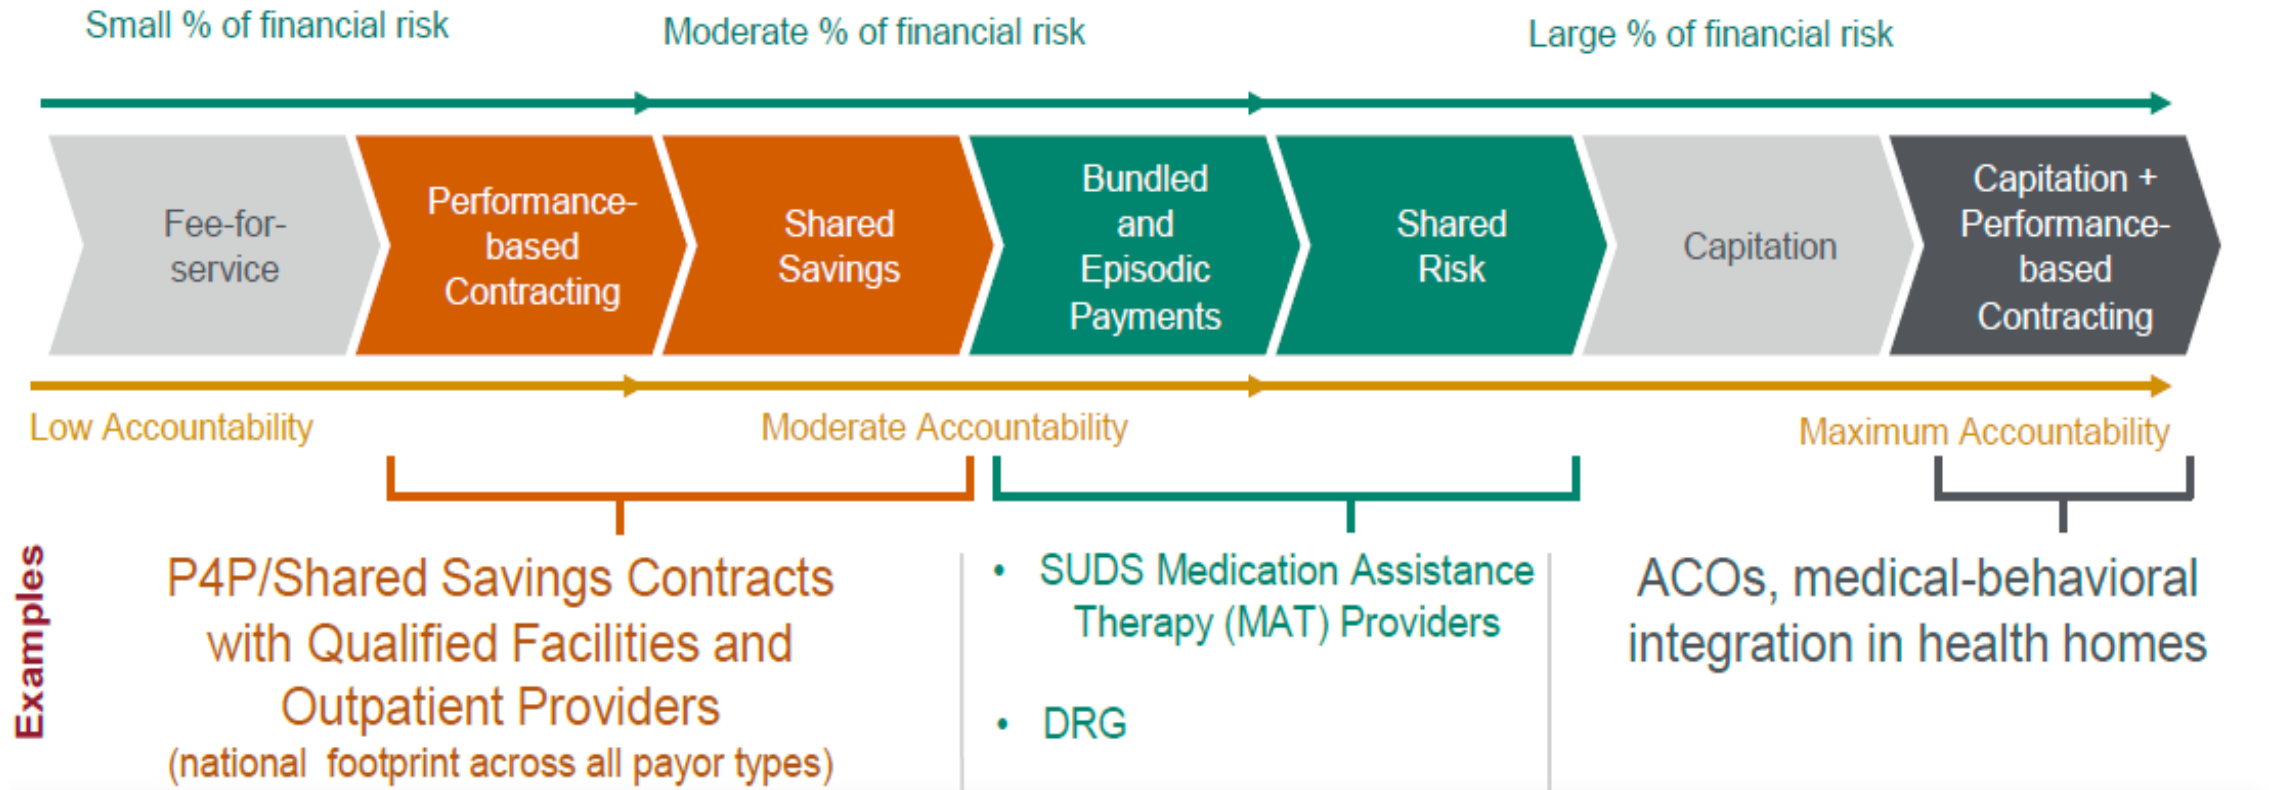 Small % of financial risk
Moderate % of financial risk
Large % of financial risk
Fee-for-
service
Performance-
based
Contracting
Shared
Savings
Bundled
and
Episodic
Payments
Shared
Risk
Capitation
Capitation +
Performance-
based
Contracting
Low Accountability
Moderate Accountability
Maximum Accountability
Examples
P4P/Shared Savings Contracts
with Qualified Facilities and
Outpatient Providers
(national footprint across all payor types)
• SUDS Medication Assistance
Therapy (MAT) Providers
• DRG
ACOs, medical-behavioral
integration in health homes